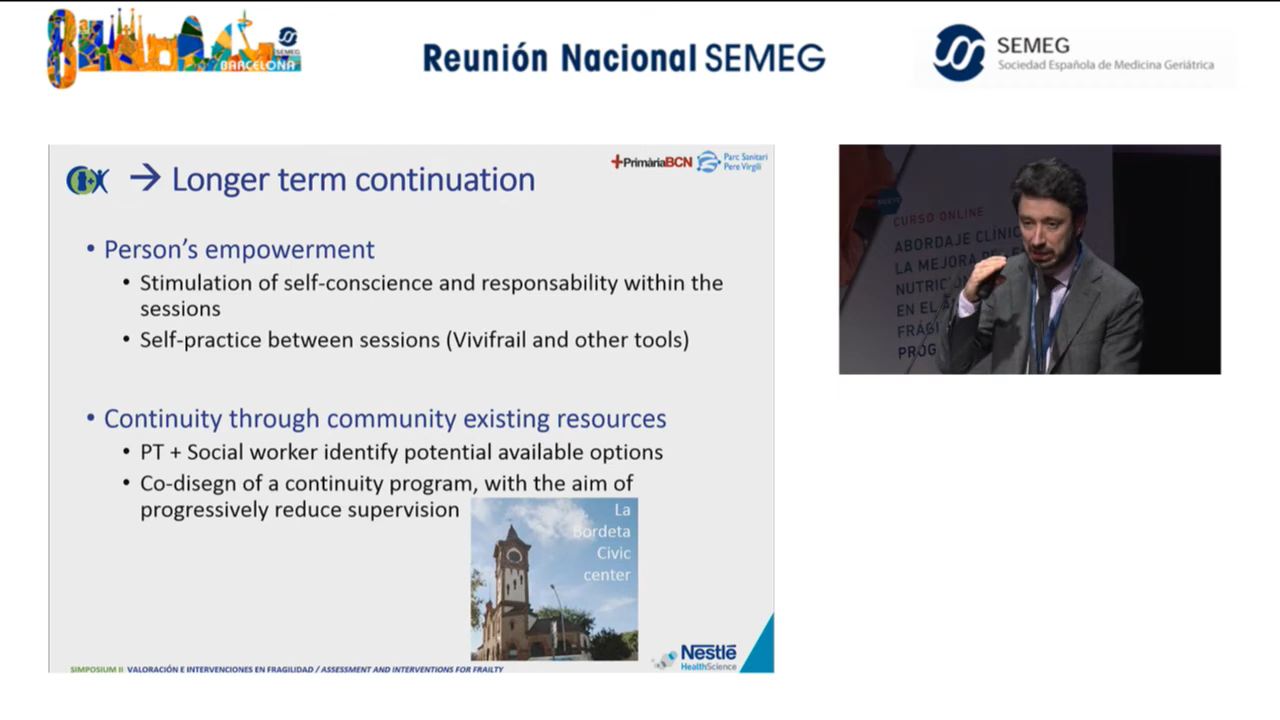 SEMEG
BARCELONA
Reunión Nacional SEMEG
SEMEG
Sociedad Española de Medicina Geriátrica
→ Longer term continuation
+PrimàriaBCN
Parc Sanitari
Pere Virgili
• Person's empowerment
• Stimulation of self-conscience and responsability within the
sessions
• Self-practice between sessions (Vivifrail and other tools)
• Continuity through community existing resources
• PT + Social worker identify potential available options
• Co-disegn of a continuity program, with the aim of
progressively reduce supervision
La
Bordeta
Civic
center
SIMPOSIUM II VALORACIÓN E INTERVENCIONES EN FRAGILIDAD / ASSESSMENT AND INTERVENTIONS FOR FRAILTY
Nestlé
HealthScience
CURSO ONLINE
ABORDAJE CLÍNIC
LA MEJORA
NUTRIC
EN EL
FRÁGI
PROG